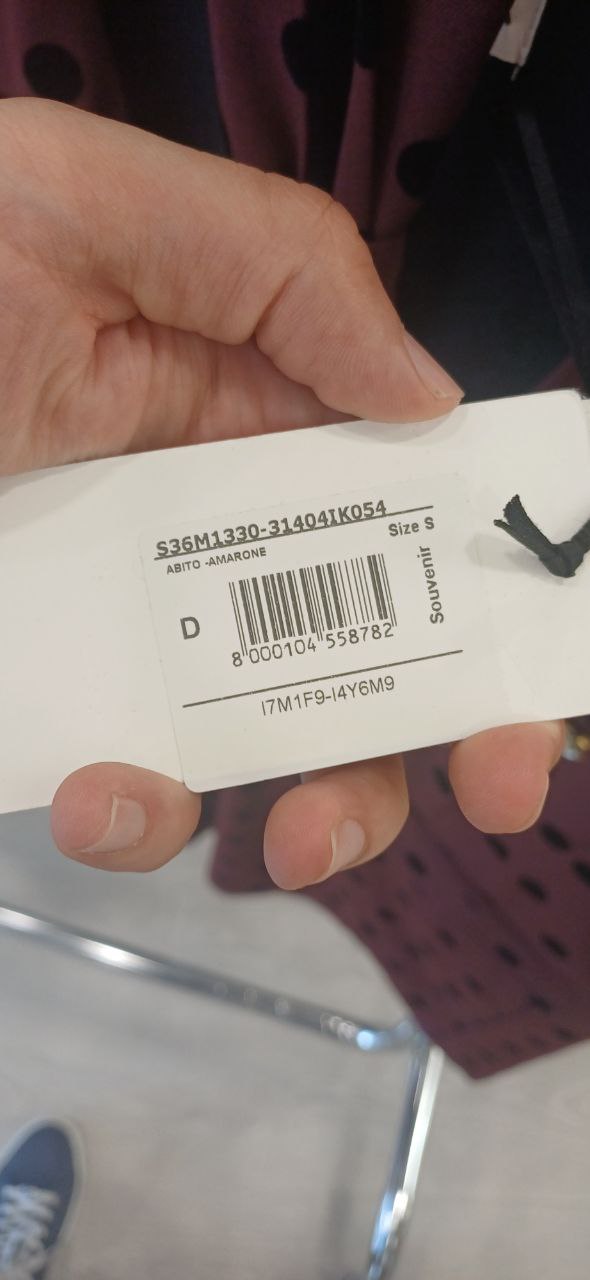 S36M1330-31404IK054
ABITO -AMARONE
Size S
D
Souvenir
8 000104 558782
I7M1F9-I4Y6M9